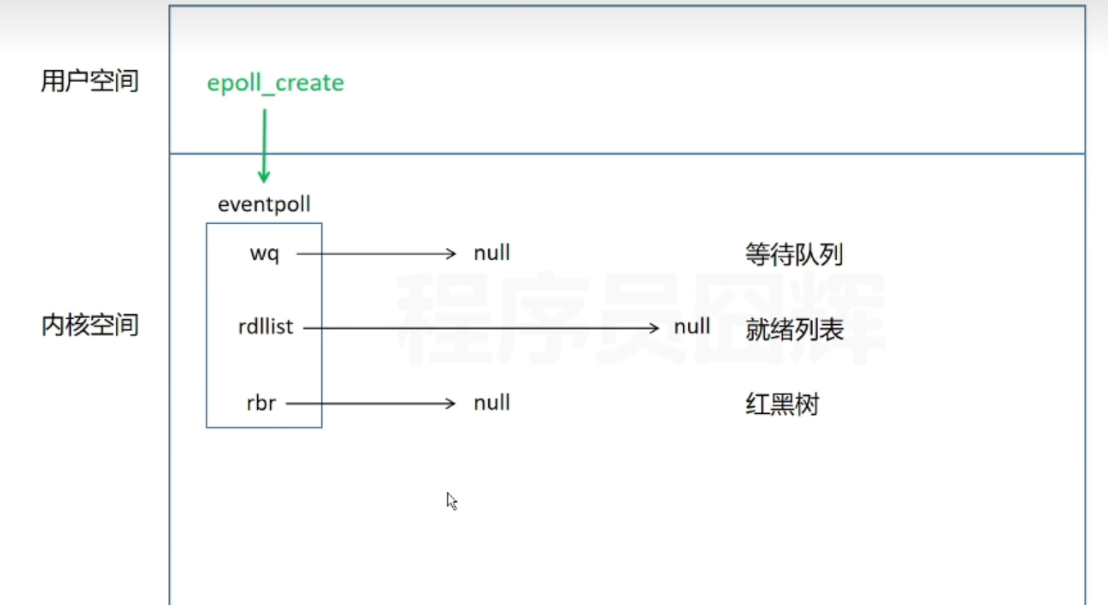 用户空间
epoll_create
eventpoll
wq null 等待队列
内核空间
rdllist null 就绪列表
rbr null 红黑树
程序员囧辉